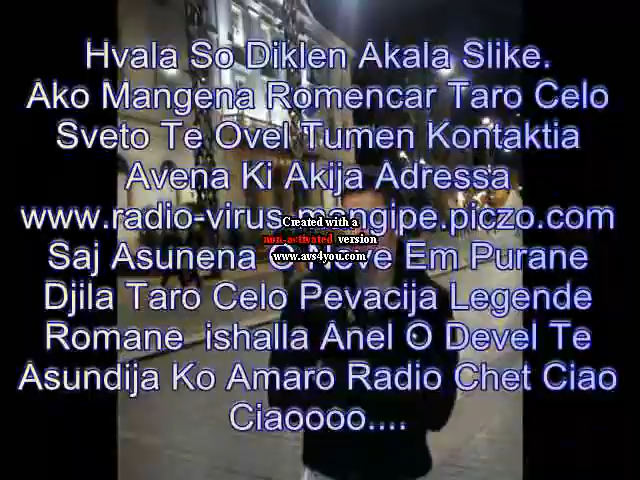 Hvala So Diklen Akala Slike.
Ako Mangena Romencar Taro Celo
Sveto Te Ovel Tumen Kontaktia
Avena Ki Akija Adressa
www.radio-virus-mangipe.piczo.com
Created with a
non-activated version
www.avs4you.com
Saj Asunena O Neve Em Purane
Djila Taro Celo Pevacija Legende
Romane ishalla Anel O Devel Te
Asundija Ko Amaro Radio Chet Ciao
Ciaoooo....